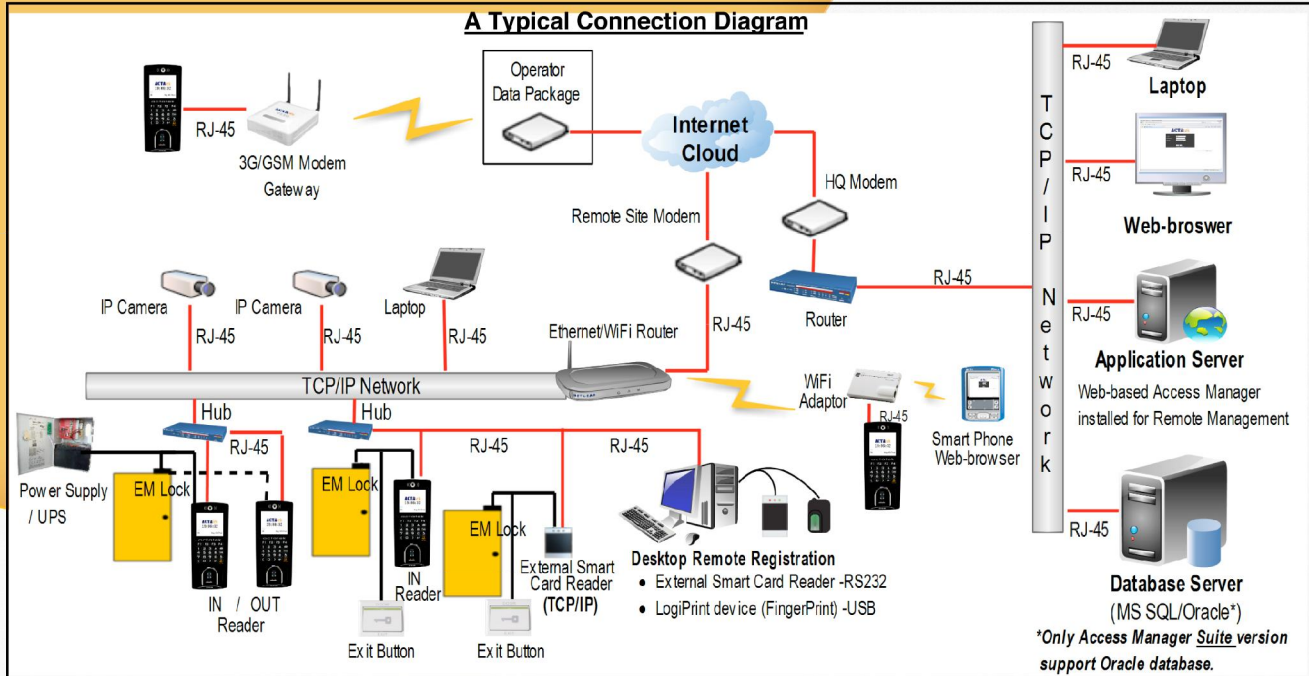 A Typical Connection Diagram
Operator
Data Package
RJ-45
3G/GSM Modem
Gateway
Internet
Cloud
HQ Modem
Remote Site Modem
RJ-45
Laptop
RJ-45
Web-broswer
TCP/IP Network
IP Camera
IP Camera
Laptop
RJ-45
RJ-45
RJ-45
Ethernet/WiFi Router
RJ-45
Router
RJ-45
RJ-45
Application Server
Web-based Access Manager
installed for Remote Management
TCP/IP Network
WiFi
Adaptor
RJ-45
Smart Phone
Web-browser
Hub
RJ-45
Hub
RJ-45
RJ-45
Power Supply
/ UPS
EM Lock
IN / OUT
Reader
EM Lock
IN
Reader
Exit Button
EM Lock
External Smart
Card Reader
(TCP/IP)
Exit Button
Desktop Remote Registration
• External Smart Card Reader -RS232
• LogiPrint device (FingerPrint) -USB
RJ-45
Database Server
(MS SQL/Oracle*)
*Only Access Manager Suite version
support Oracle database.